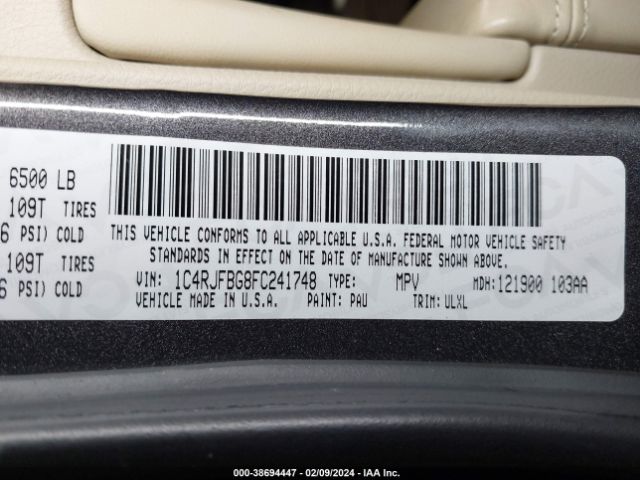 6500 LB
109T TIRES
6 PSI) COLD
109T TIRES
6 PSI) COLD
THIS VEHICLE CONFORMS TO ALL APPLICABLE U.S.A. FEDERAL MOTOR VEHICLE SAFETY
STANDARDS IN EFFECT ON THE DATE OF MANUFACTURE SHOWN ABOVE.
VIN: 1C4RJFBG8FC241748 TYPE: MPV MDH:121900 103AA
VEHICLE MADE IN U.S.A. PAINT: PAU TRIM: ULXL
000-38694447 - 02/09/2024 - IAA Inc.